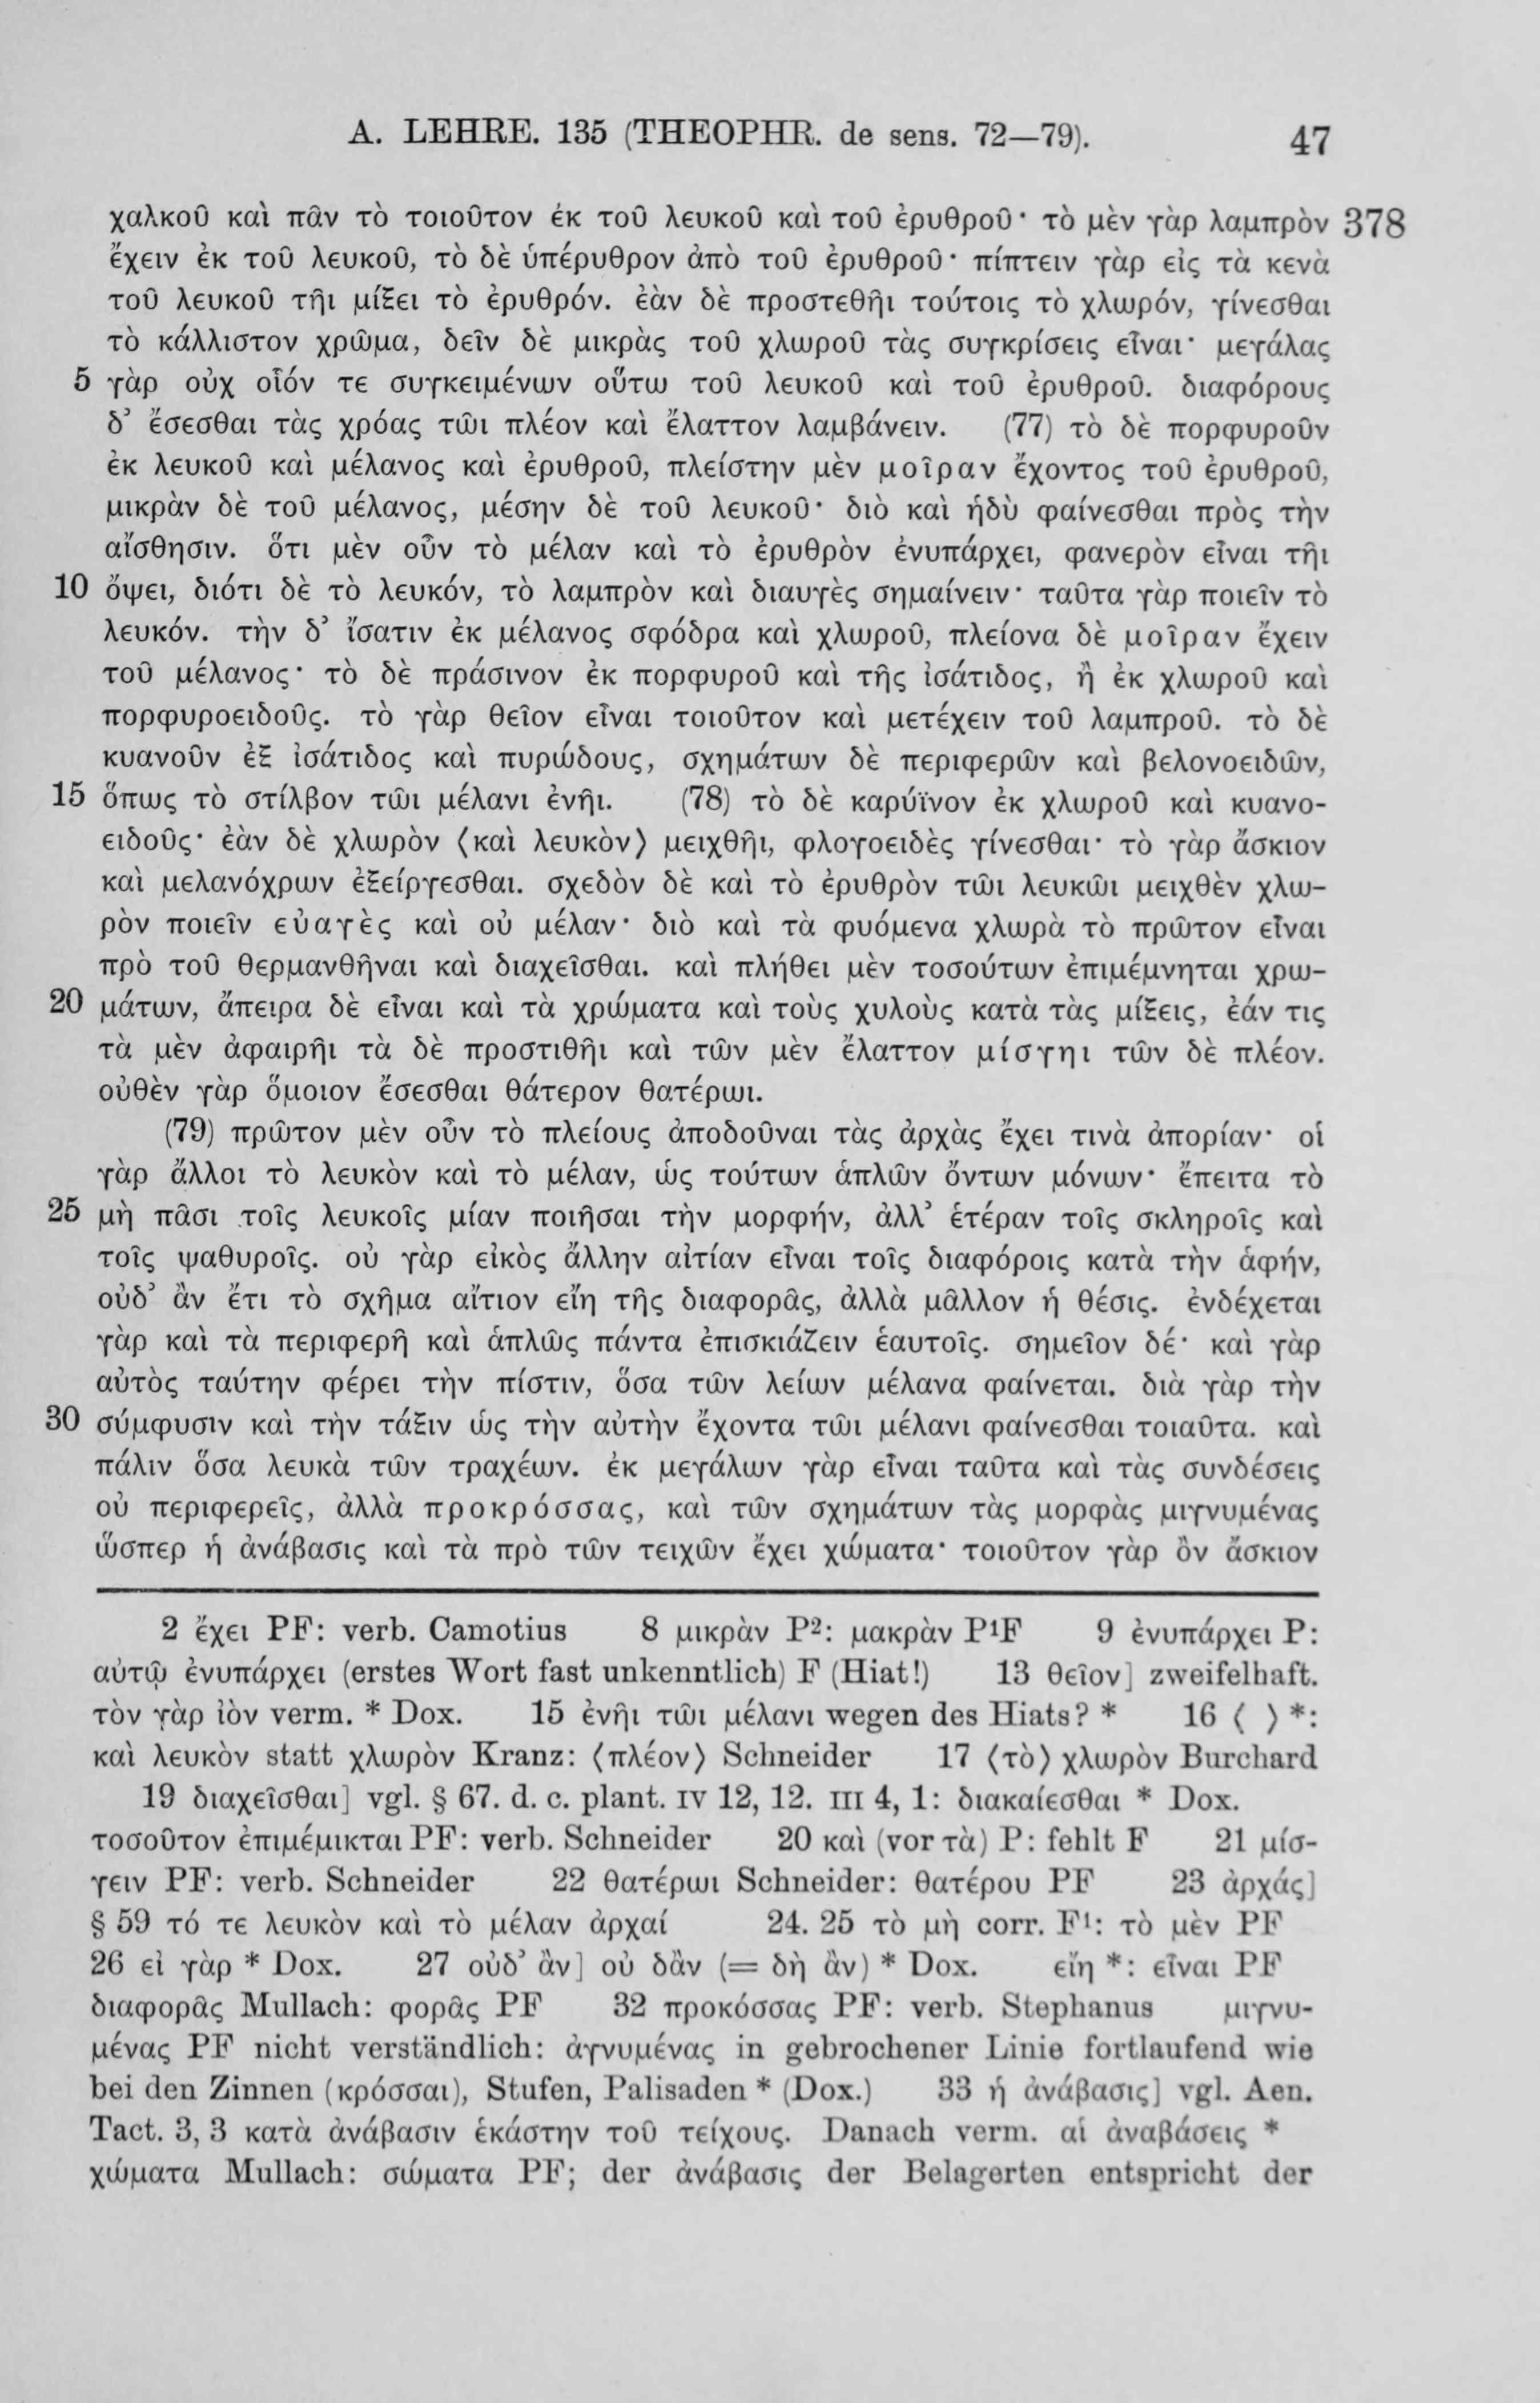 A. LEHRE. 135 (THEOPHR. de sens. 72—79). 47
χαλκοῦ καὶ πᾶν τὸ τοιοῦτον ἐκ τοῦ λευκοῦ καὶ τοῦ ἐρυθροῦ· τὸ μὲν γὰρ λαμπρὸν 378
ἔχειν ἐκ τοῦ λευκοῦ, τὸ δὲ ὑπέρυθρον ἀπὸ τοῦ ἐρυθροῦ· πίπτειν γὰρ εἰς τὰ κενὰ
τοῦ λευκοῦ τῆι μίξει τὸ ἐρυθρόν. ἐὰν δὲ προστεθῆι τούτοις τὸ χλωρόν, γίνεσθαι
τὸ κάλλιστον χρῶμα, δεῖν δὲ μικρὰς τοῦ χλωροῦ τὰς συγκρίσεις εἶναι· μεγάλας
5 γὰρ οὐχ οἷόν τε συγκειμένων οὕτω τοῦ λευκοῦ καὶ τοῦ ἐρυθροῦ. διαφόρους
δ’ ἔσεσθαι τὰς χρόας τῶι πλέον καὶ ἔλαττον λαμβάνειν. (77) τὸ δὲ πορφυροῦν
ἐκ λευκοῦ καὶ μέλανος καὶ ἐρυθροῦ, πλείστην μὲν μοῖραν ἔχοντος τοῦ ἐρυθροῦ,
μικρὰν δὲ τοῦ μέλανος, μέσην δὲ τοῦ λευκοῦ· διὸ καὶ ἡδὺ φαίνεσθαι πρὸς τὴν
αἴσθησιν. ὅτι μὲν οὖν τὸ μέλαν καὶ τὸ ἐρυθρὸν ἐνυπάρχει, φανερὸν εἶναι τῆι
10 ὄψει, διότι δὲ τὸ λευκόν, τὸ λαμπρὸν καὶ διαυγὲς σημαίνειν· ταῦτα γὰρ ποιεῖν τὸ
λευκόν. τὴν δ’ ἴσατιν ἐκ μέλανος σφόδρα καὶ χλωροῦ, πλείονα δὲ μοῖραν ἔχειν
τοῦ μέλανος· τὸ δὲ πράσινον ἐκ πορφυροῦ καὶ τῆς ἰσάτιδος, ἢ ἐκ χλωροῦ καὶ
πορφυροειδοῦς. τὸ γὰρ θεῖον εἶναι τοιοῦτον καὶ μετέχειν τοῦ λαμπροῦ. τὸ δὲ
κυανοῦν ἐξ ἰσάτιδος καὶ πυρώδους, σχημάτων δὲ περιφερῶν καὶ βελονοειδῶν,
15 ὅπως τὸ στίλβον τῶι μέλανι ἐνῆι. (78) τὸ δὲ καρύϊνον ἐκ χλωροῦ καὶ κυανο-
ειδοῦς· ἐὰν δὲ χλωρὸν ⟨καὶ λευκὸν⟩ μειχθῆι, φλογοειδὲς γίνεσθαι· τὸ γὰρ ἄσκιον
καὶ μελανόχρων ἐξείργεσθαι. σχεδὸν δὲ καὶ τὸ ἐρυθρὸν τῶι λευκῶι μειχθὲν χλω-
ρὸν ποιεῖν εὐαγὲς καὶ οὐ μέλαν· διὸ καὶ τὰ φυόμενα χλωρὰ τὸ πρῶτον εἶναι
πρὸ τοῦ θερμανθῆναι καὶ διαχεῖσθαι. καὶ πλήθει μὲν τοσούτων ἐπιμέμνηται χρω-
20 μάτων, ἄπειρα δὲ εἶναι καὶ τὰ χρώματα καὶ τοὺς χυλοὺς κατὰ τὰς μίξεις, ἐάν τις
τὰ μὲν ἀφαιρῆι τὰ δὲ προστιθῆι καὶ τῶν μὲν ἔλαττον μίσγηι τῶν δὲ πλέον.
οὐθὲν γὰρ ὅμοιον ἔσεσθαι θάτερον θατέρωι.
(79) πρῶτον μὲν οὖν τὸ πλείους ἀποδοῦναι τὰς ἀρχὰς ἔχει τινὰ ἀπορίαν· οἱ
γὰρ ἄλλοι τὸ λευκὸν καὶ τὸ μέλαν, ὡς τούτων ἁπλῶν ὄντων μόνων· ἔπειτα τὸ
25 μὴ πᾶσι τοῖς λευκοῖς μίαν ποιῆσαι τὴν μορφήν, ἀλλ’ ἑτέραν τοῖς σκληροῖς καὶ
τοῖς ψαθυροῖς. οὐ γὰρ εἰκὸς ἄλλην αἰτίαν εἶναι τοῖς διαφόροις κατὰ τὴν ἁφήν,
οὐδ’ ἂν ἔτι τὸ σχῆμα αἴτιον εἴη τῆς διαφορᾶς, ἀλλὰ μᾶλλον ἡ θέσις. ἐνδέχεται
γὰρ καὶ τὰ περιφερῆ καὶ ἁπλῶς πάντα ἐπισκιάζειν ἑαυτοῖς. σημεῖον δέ· καὶ γὰρ
αὐτὸς ταύτην φέρει τὴν πίστιν, ὅσα τῶν λείων μέλανα φαίνεται. διὰ γὰρ τὴν
30 σύμφυσιν καὶ τὴν τάξιν ὡς τὴν αὐτὴν ἔχοντα τῶι μέλανι φαίνεσθαι τοιαῦτα. καὶ
πάλιν ὅσα λευκὰ τῶν τραχέων. ἐκ μεγάλων γὰρ εἶναι ταῦτα καὶ τὰς συνδέσεις
οὐ περιφερεῖς, ἀλλὰ προκρόσσας, καὶ τῶν σχημάτων τὰς μορφὰς μιγνυμένας
ὥσπερ ἡ ἀνάβασις καὶ τὰ πρὸ τῶν τειχῶν ἔχει χώματα· τοιοῦτον γὰρ ὂν ἄσκιον
2 ἔχει PF: verb. Camotius 8 μικρὰν P²: μακρὰν P¹F 9 ἐνυπάρχει P:
αὐτῷ ἐνυπάρχει (erstes Wort fast unkenntlich) F (Hiat!) 13 θεῖον] zweifelhaft.
τὸν γὰρ ἰὸν verm. * Dox. 15 ἐνῆι τῶι μέλανι wegen des Hiats? * 16 ⟨ ⟩ *:
καὶ λευκὸν statt χλωρὸν Kranz: ⟨πλέον⟩ Schneider 17 ⟨τὸ⟩ χλωρὸν Burchard
19 διαχεῖσθαι] vgl. § 67. d. c. plant. IV 12, 12. III 4, 1: διακαίεσθαι * Dox.
τοσοῦτον ἐπιμέμικται PF: verb. Schneider 20 καὶ (vor τὰ) P: fehlt F 21 μίσ-
γειν PF: verb. Schneider 22 θατέρωι Schneider: θατέρου PF 23 ἀρχάς]
§ 59 τό τε λευκὸν καὶ τὸ μέλαν ἀρχαί 24. 25 τὸ μὴ corr. F¹: τὸ μὲν PF
26 εἰ γὰρ * Dox. 27 οὐδ’ ἂν] οὐ δἂν (= δὴ ἂν) * Dox. εἴη *: εἶναι PF
διαφορᾶς Mullach: φορᾶς PF 32 προκόσσας PF: verb. Stephanus μιγνυ-
μένας PF nicht verständlich: ἀγνυμένας in gebrochener Linie fortlaufend wie
bei den Zinnen (κρόσσαι), Stufen, Palisaden * (Dox.) 33 ἡ ἀνάβασις] vgl. Aen.
Tact. 3, 3 κατὰ ἀνάβασιν ἑκάστην τοῦ τείχους. Danach verm. αἱ ἀναβάσεις *
χώματα Mullach: σώματα PF; der ἀνάβασις der Belagerten entspricht der